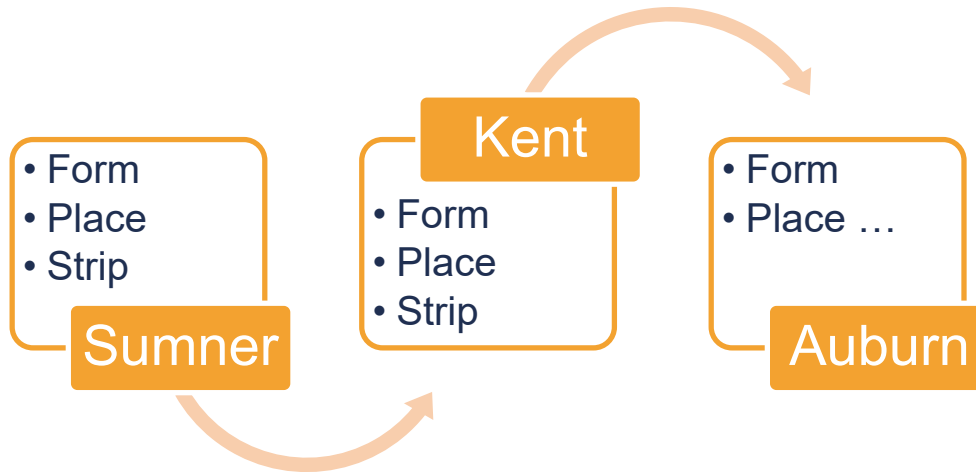 • Form
• Place
• Strip
Sumner
Kent
• Form
• Place
• Strip
• Form
• Place …
Auburn